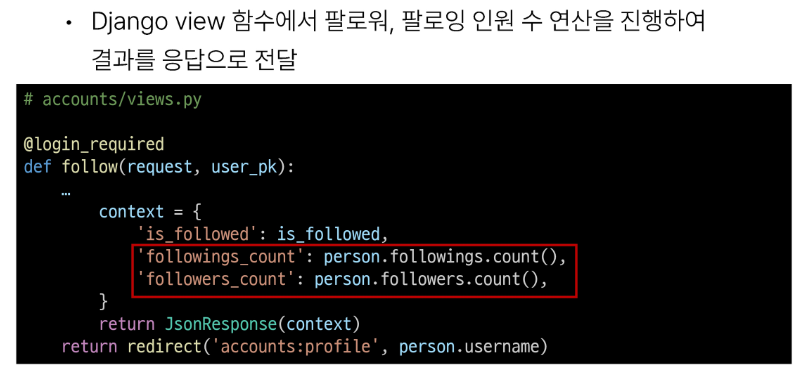 • Django view 함수에서 팔로워, 팔로잉 인원 수 연산을 진행하여
결과를 응답으로 전달
# accounts/views.py
@login_required
def follow(request, user_pk):
    …
        context = {
            'is_followed': is_followed,
            'followings_count': person.followings.count(),
            'followers_count': person.followers.count(),
        }
        return JsonResponse(context)
    return redirect('accounts:profile', person.username)